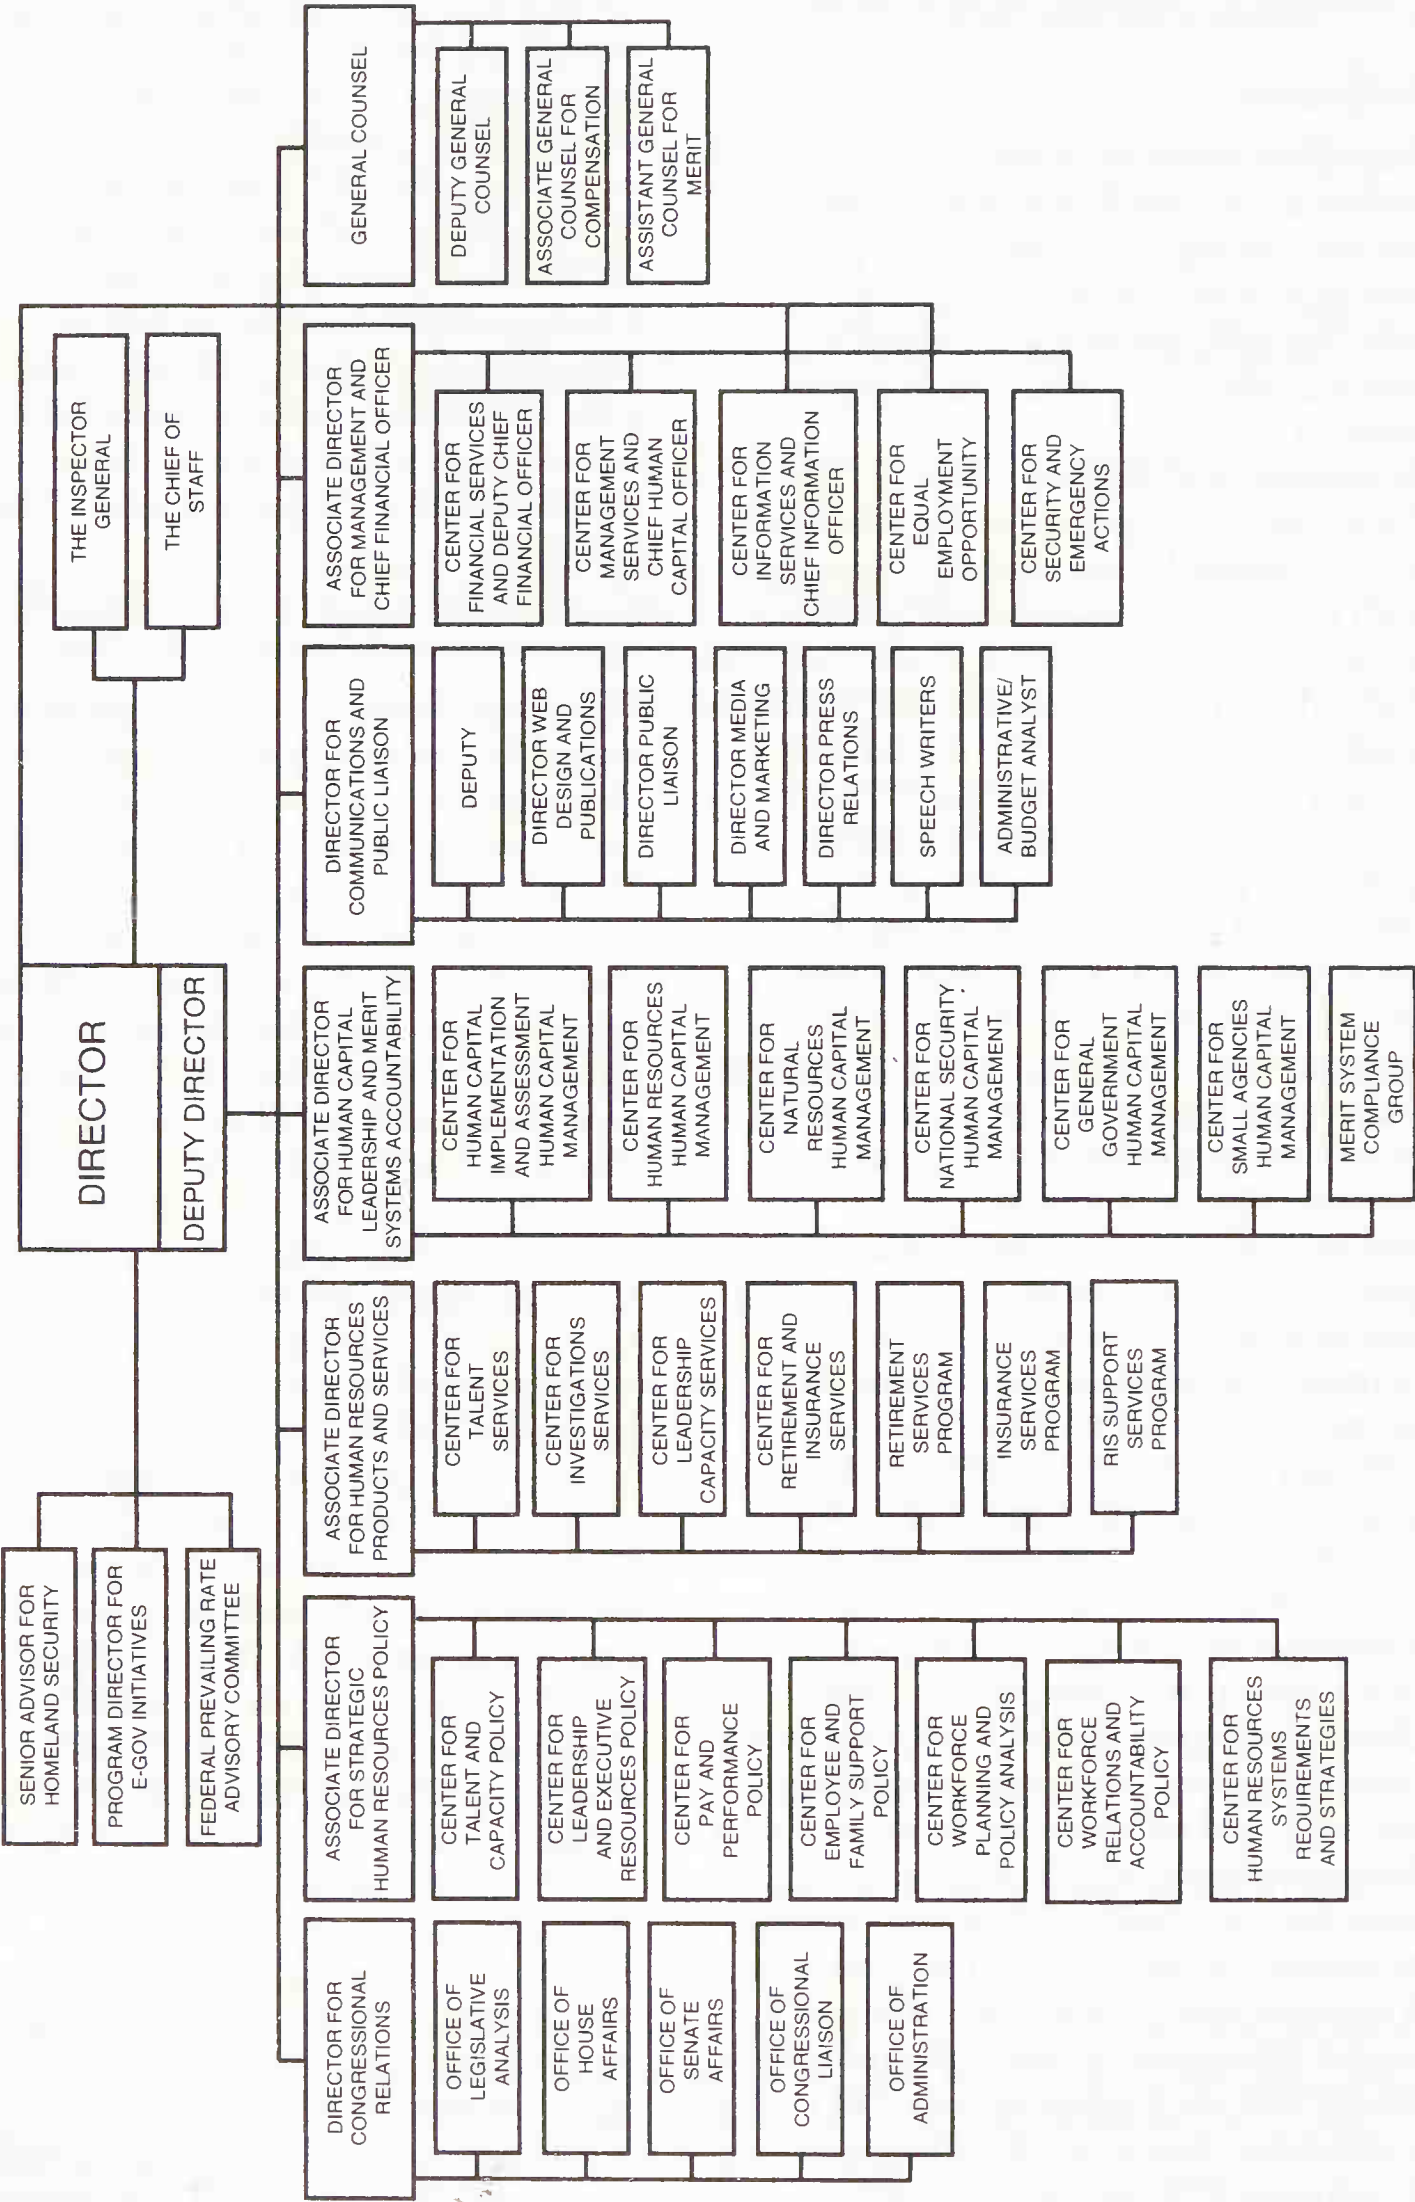 DIRECTOR
DEPUTY DIRECTOR
SENIOR ADVISOR FOR
HOMELAND SECURITY
PROGRAM DIRECTOR FOR
E-GOV INITIATIVES
FEDERAL PREVAILING RATE
ADVISORY COMMITTEE
THE INSPECTOR
GENERAL
THE CHIEF OF
STAFF
DIRECTOR FOR
CONGRESSIONAL
RELATIONS
OFFICE OF
LEGISLATIVE
ANALYSIS
OFFICE OF
HOUSE
AFFAIRS
OFFICE OF
SENATE
AFFAIRS
OFFICE OF
CONGRESSIONAL
LIAISON
OFFICE OF
ADMINISTRATION
ASSOCIATE DIRECTOR
FOR STRATEGIC
HUMAN RESOURCES POLICY
CENTER FOR
TALENT AND
CAPACITY POLICY
CENTER FOR
LEADERSHIP
AND EXECUTIVE
RESOURCES POLICY
CENTER FOR
PAY AND
PERFORMANCE
POLICY
CENTER FOR
EMPLOYEE AND
FAMILY SUPPORT
POLICY
CENTER FOR
WORKFORCE
PLANNING AND
POLICY ANALYSIS
CENTER FOR
WORKFORCE
RELATIONS AND
ACCOUNTABILITY
POLICY
CENTER FOR
HUMAN RESOURCES
SYSTEMS
REQUIREMENTS
AND STRATEGIES
ASSOCIATE DIRECTOR
FOR HUMAN RESOURCES
PRODUCTS AND SERVICES
CENTER FOR
TALENT
SERVICES
CENTER FOR
INVESTIGATIONS
SERVICES
CENTER FOR
LEADERSHIP
CAPACITY SERVICES
CENTER FOR
RETIREMENT AND
INSURANCE
SERVICES
RETIREMENT
SERVICES
PROGRAM
INSURANCE
SERVICES
PROGRAM
RIS SUPPORT
SERVICES
PROGRAM
ASSOCIATE DIRECTOR
FOR HUMAN CAPITAL
LEADERSHIP AND MERIT
SYSTEMS ACCOUNTABILITY
CENTER FOR
HUMAN CAPITAL
IMPLEMENTATION
AND ASSESSMENT
HUMAN CAPITAL
MANAGEMENT
CENTER FOR
HUMAN RESOURCES
HUMAN CAPITAL
MANAGEMENT
CENTER FOR
NATURAL
RESOURCES
HUMAN CAPITAL
MANAGEMENT
CENTER FOR
NATIONAL SECURITY
HUMAN CAPITAL
MANAGEMENT
CENTER FOR
GENERAL
GOVERNMENT
HUMAN CAPITAL
MANAGEMENT
CENTER FOR
SMALL AGENCIES
HUMAN CAPITAL
MANAGEMENT
MERIT SYSTEM
COMPLIANCE
GROUP
DIRECTOR FOR
COMMUNICATIONS AND
PUBLIC LIAISON
DEPUTY
DIRECTOR WEB
DESIGN AND
PUBLICATIONS
DIRECTOR PUBLIC
LIAISON
DIRECTOR MEDIA
AND MARKETING
DIRECTOR PRESS
RELATIONS
SPEECH WRITERS
ADMINISTRATIVE/
BUDGET ANALYST
ASSOCIATE DIRECTOR
FOR MANAGEMENT AND
CHIEF FINANCIAL OFFICER
CENTER FOR
FINANCIAL SERVICES
AND DEPUTY CHIEF
FINANCIAL OFFICER
CENTER FOR
MANAGEMENT
SERVICES AND
CHIEF HUMAN
CAPITAL OFFICER
CENTER FOR
INFORMATION
SERVICES AND
CHIEF INFORMATION
OFFICER
CENTER FOR
EQUAL
EMPLOYMENT
OPPORTUNITY
CENTER FOR
SECURITY AND
EMERGENCY
ACTIONS
GENERAL COUNSEL
DEPUTY GENERAL
COUNSEL
ASSOCIATE GENERAL
COUNSEL FOR
COMPENSATION
ASSISTANT GENERAL
COUNSEL FOR
MERIT